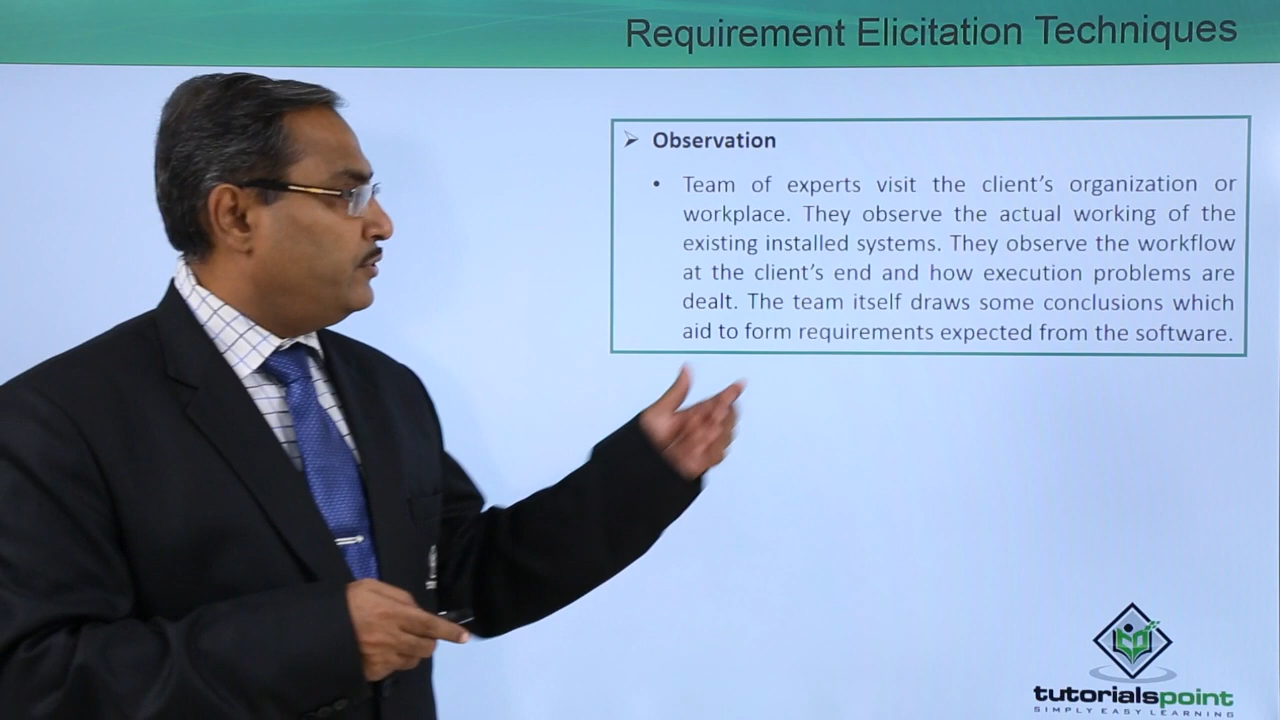 Requirement Elicitation Techniques
➢ Observation
• Team of experts visit the client's organization or
workplace. They observe the actual working of the
existing installed systems. They observe the workflow
at the client's end and how execution problems are
dealt. The team itself draws some conclusions which
aid to form requirements expected from the software.
tutorialspoint
SIMPLY EASY LEARNING